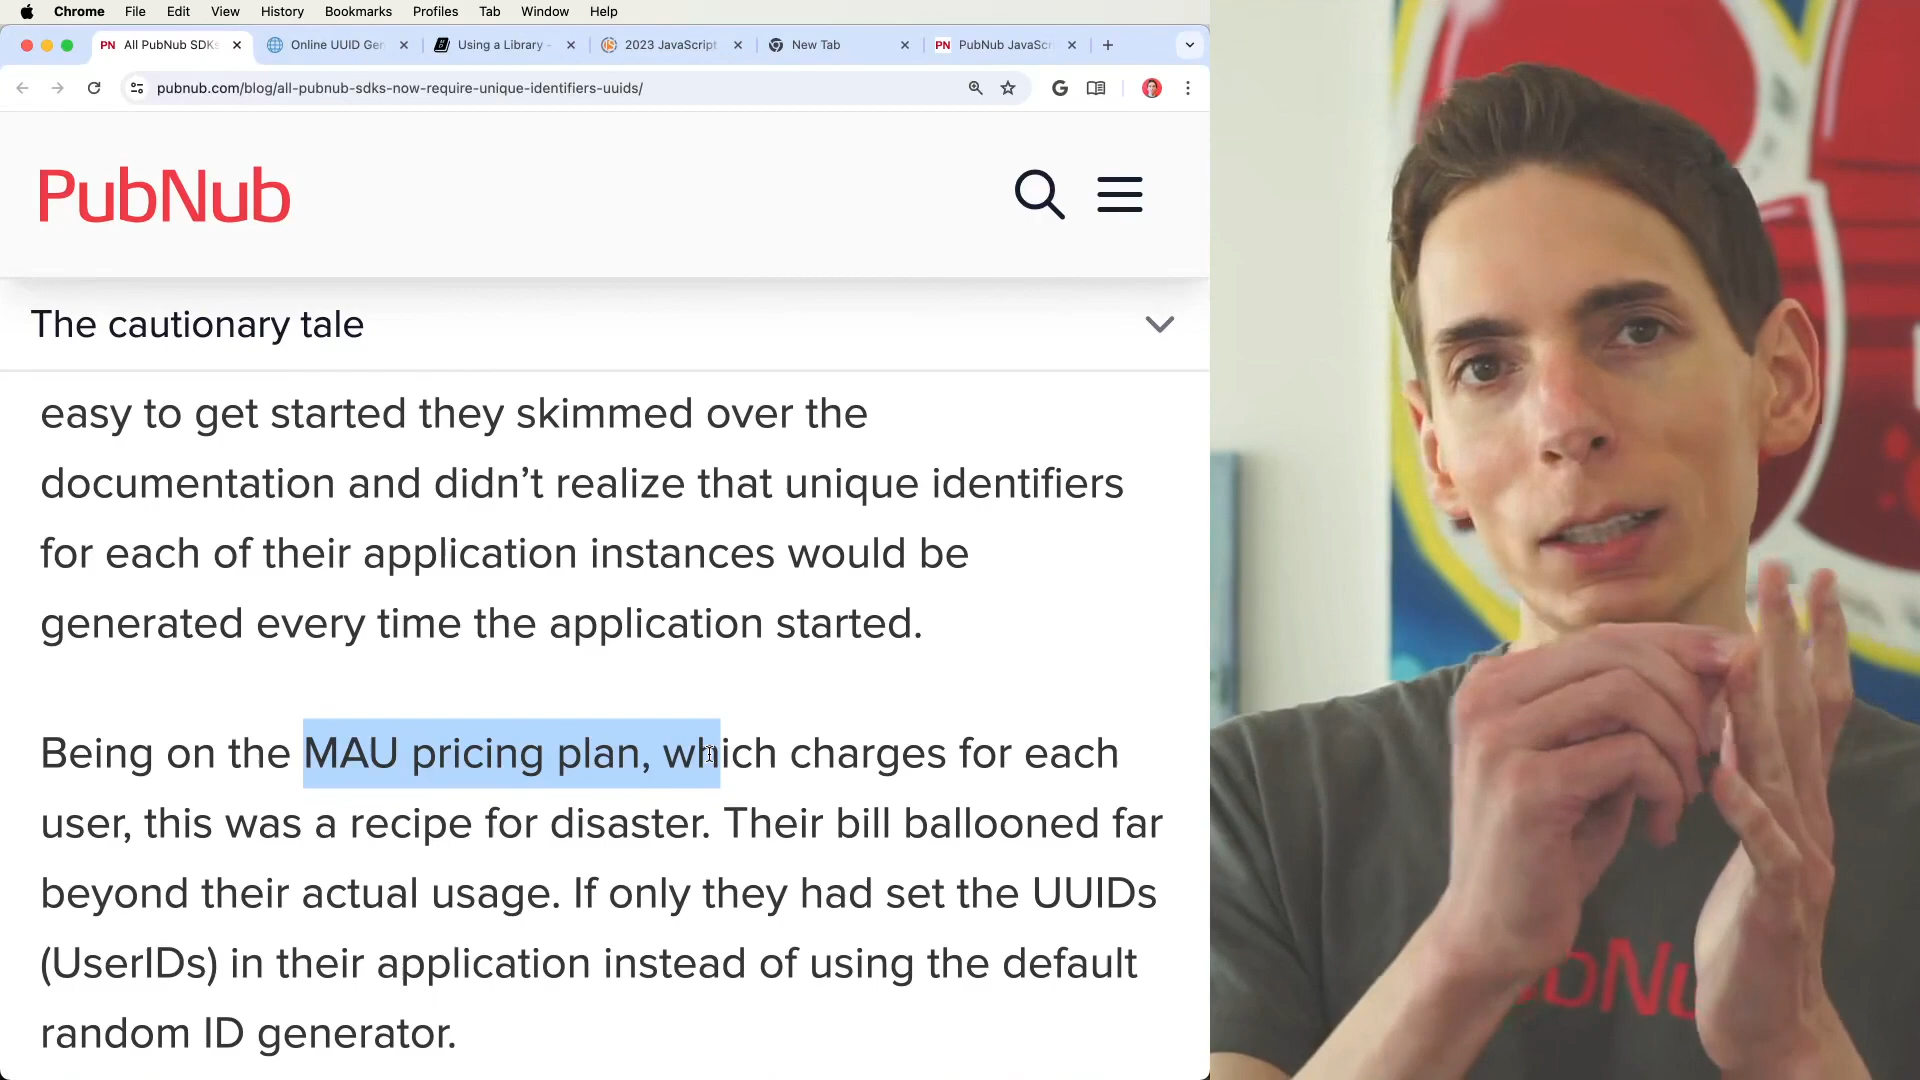 Chrome File Edit View History Bookmarks Profiles Tab Window Help
PN All PubNub SDKs Online UUID Gen Using a Library - 2023 JavaScript New Tab PN PubNub JavaScri
pubnub.com/blog/all-pubnub-sdks-now-require-unique-identifiers-uuids/
PubNub
The cautionary tale
easy to get started they skimmed over the
documentation and didn’t realize that unique identifiers
for each of their application instances would be
generated every time the application started.
Being on the MAU pricing plan, which charges for each
user, this was a recipe for disaster. Their bill ballooned far
beyond their actual usage. If only they had set the UUIDs
(UserIDs) in their application instead of using the default
random ID generator.